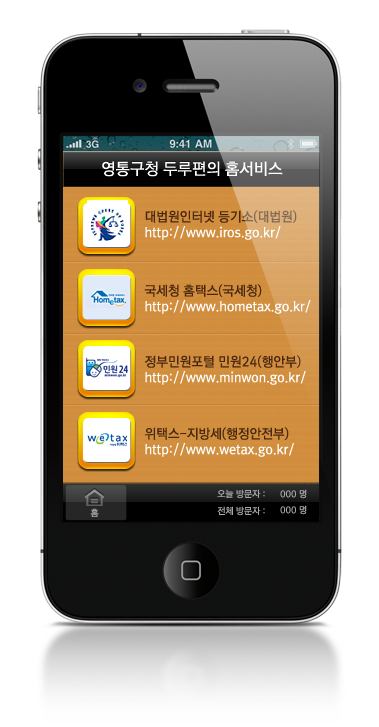 3G 9:41 AM
영통구청 두루편의 홈서비스
대법원인터넷 등기소(대법원)
http://www.iros.go.kr/
Hometax.
국세청 홈택스(국세청)
http://www.hometax.go.kr/
민원24
minwon.go.kr
정부민원포털 민원24(행안부)
http://www.minwon.go.kr/
wetax
위택스-지방세(행정안전부)
http://www.wetax.go.kr/
홈
오늘 방문자 : 000 명
전체 방문자 : 000 명